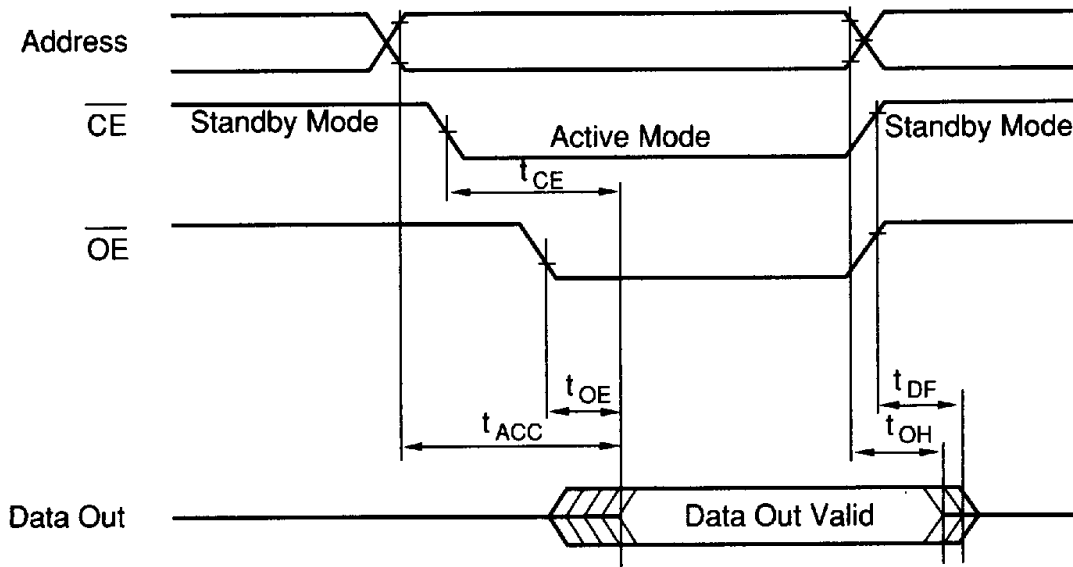 Address
CE
Standby Mode
Active Mode
Standby Mode
tCE
OE
tOE
tDF
tACC
tOH
Data Out
Data Out Valid